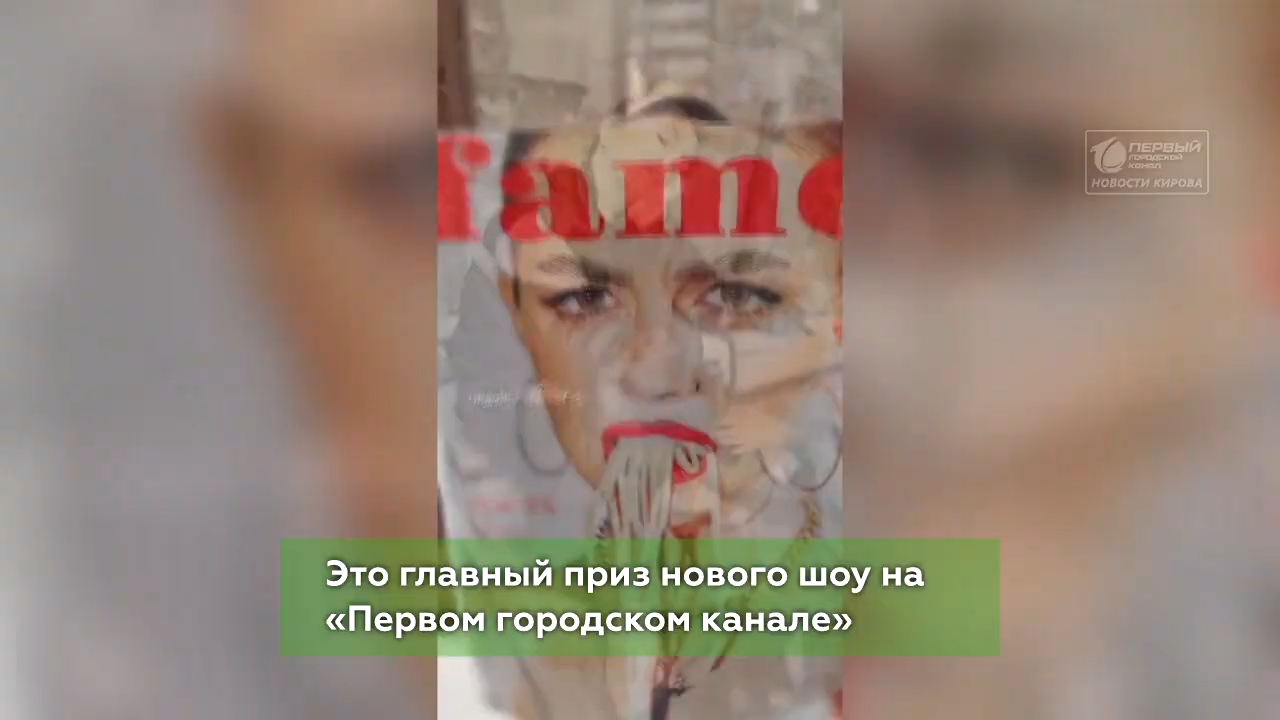 fame
ПЕРВЫЙ
ГОРОДСКОЙ
КАНАЛ
НОВОСТИ КИРОВА
Это главный приз нового шоу на
«Первом городском канале»